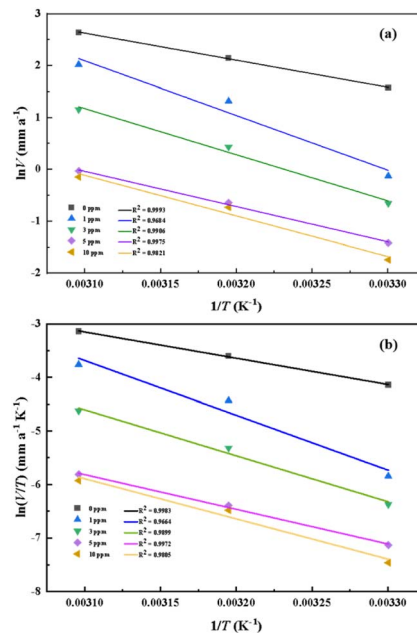 (a)
3
2
1
0
-1
-2
lnV (mm a⁻¹)
0 ppm R² = 0.9993
1 ppm R² = 0.9604
3 ppm R² = 0.9906
5 ppm R² = 0.9975
10 ppm R² = 0.9821
0.00310 0.00315 0.00320 0.00325 0.00330
1/T (K⁻¹)
(b)
-3
-4
-5
-6
-7
-8
ln(V/T) (mm a⁻¹ K⁻¹)
0 ppm R² = 0.9903
1 ppm R² = 0.9664
3 ppm R² = 0.9899
5 ppm R² = 0.9972
10 ppm R² = 0.9805
0.00310 0.00315 0.00320 0.00325 0.00330
1/T (K⁻¹)